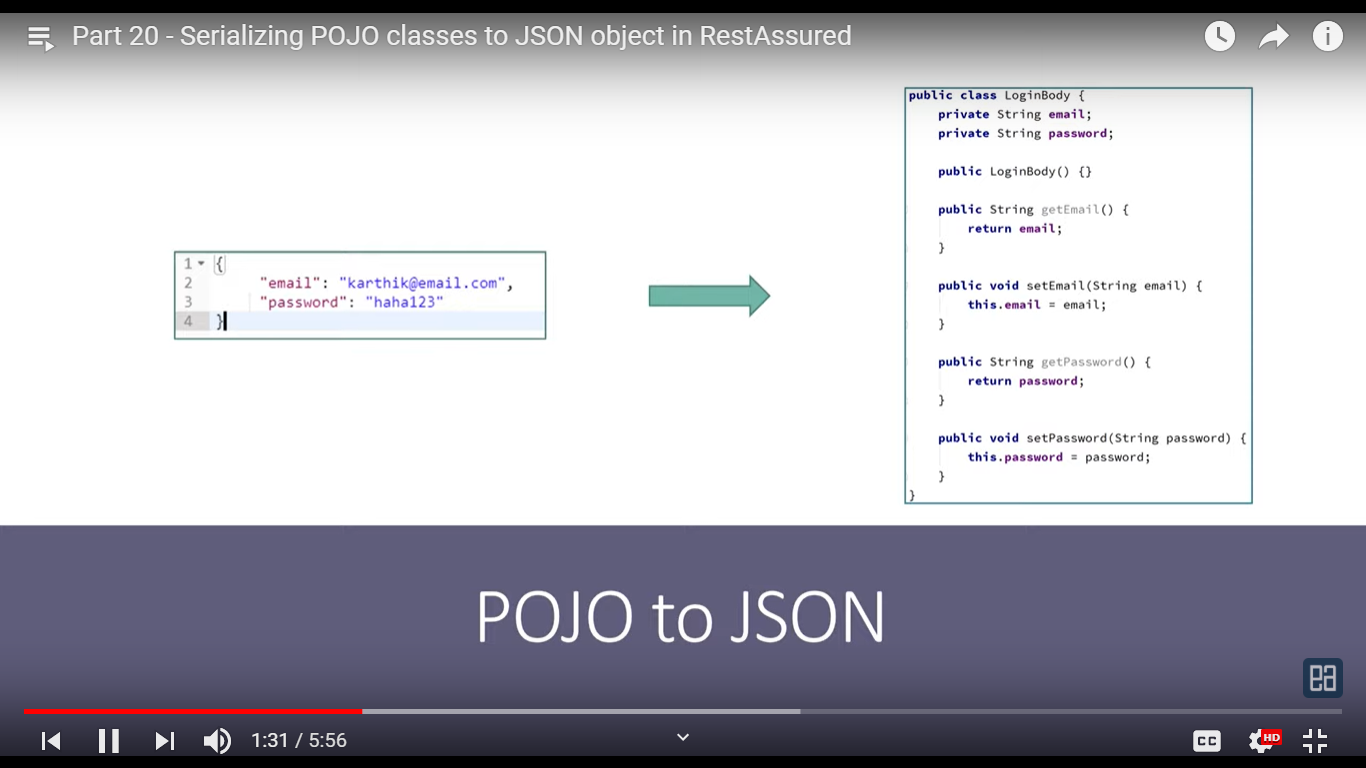 Part 20 - Serializing POJO classes to JSON object in RestAssured
1 {
2 "email": "karthik@email.com",
3 "password": "haha123"
4 }
public class LoginBody {
private String email;
private String password;
public LoginBody() {}
public String getEmail() {
return email;
}
public void setEmail(String email) {
this.email = email;
}
public String getPassword() {
return password;
}
public void setPassword(String password) {
this.password = password;
}
}
POJO to JSON
1:31 / 5:56
CC
HD